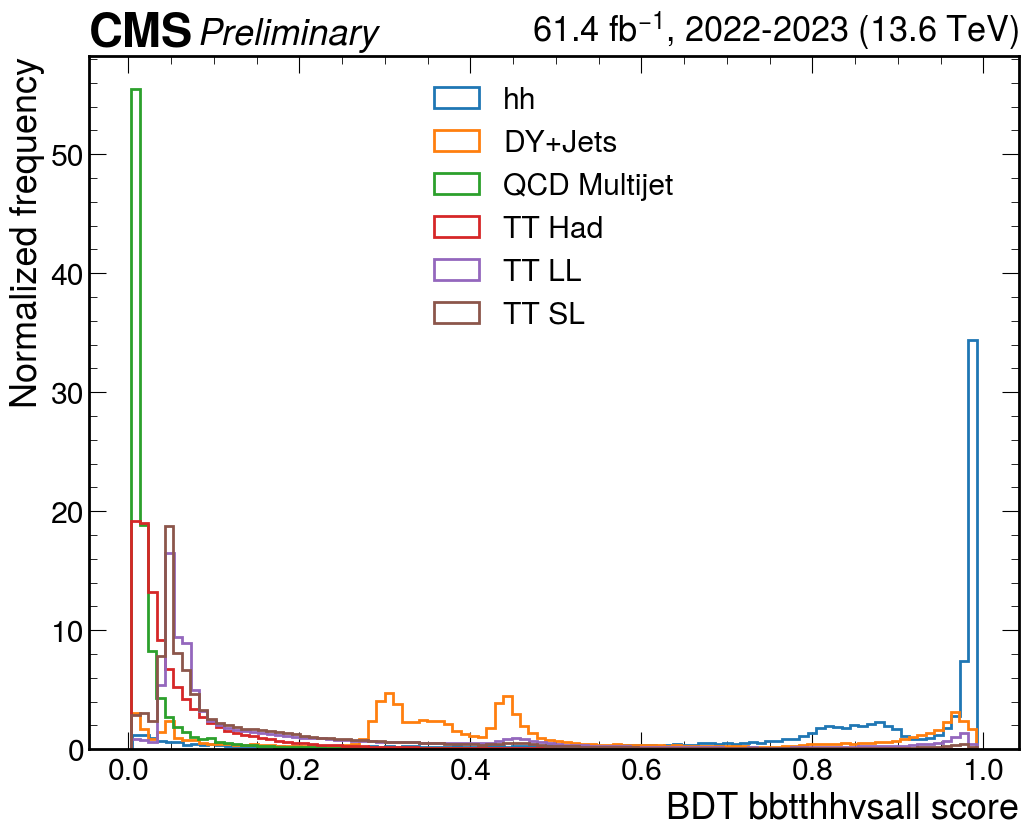 CMS Preliminary
61.4 fb⁻¹, 2022-2023 (13.6 TeV)
Normalized frequency
50
40
30
20
10
0
hh
DY+Jets
QCD Multijet
TT Had
TT LL
TT SL
0.0 0.2 0.4 0.6 0.8 1.0
BDT bbtthhvsall score